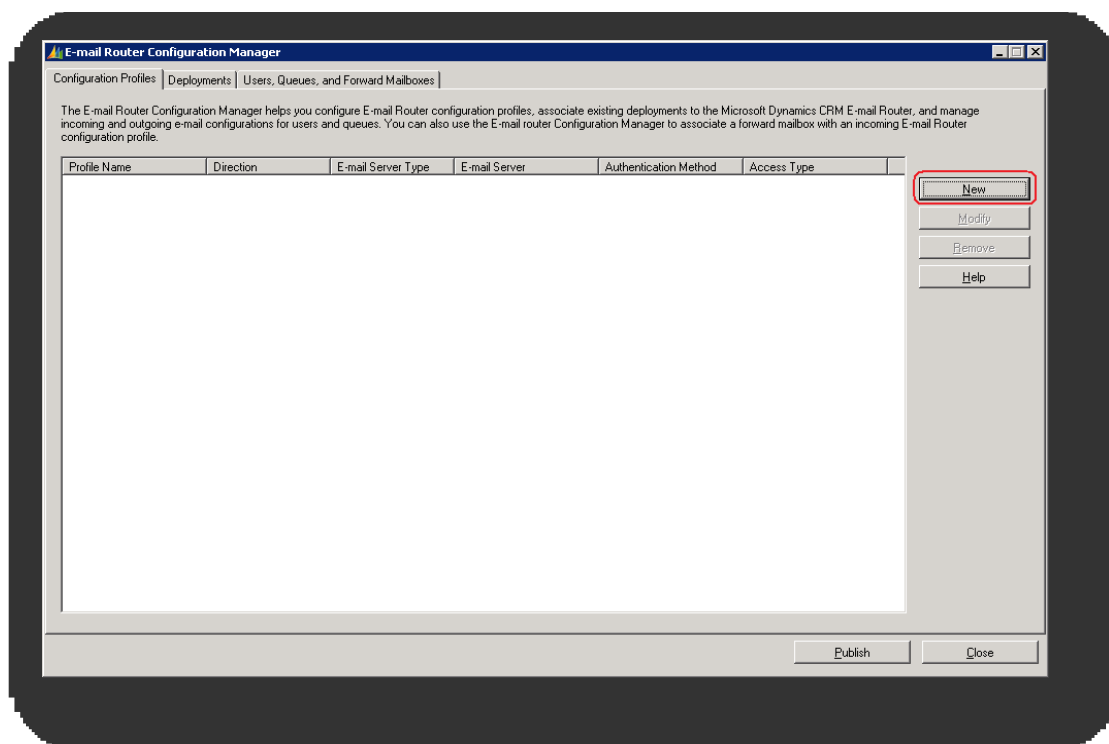 E-mail Router Configuration Manager
Configuration Profiles Deployments Users, Queues, and Forward Mailboxes
The E-mail Router Configuration Manager helps you configure E-mail Router configuration profiles, associate existing deployments to the Microsoft Dynamics CRM E-mail Router, and manage
incoming and outgoing e-mail configurations for users and queues. You can also use the E-mail router Configuration Manager to associate a forward mailbox with an incoming E-mail Router
configuration profile.
Profile Name Direction E-mail Server Type E-mail Server Authentication Method Access Type
New
Modify
Remove
Help
Publish Close